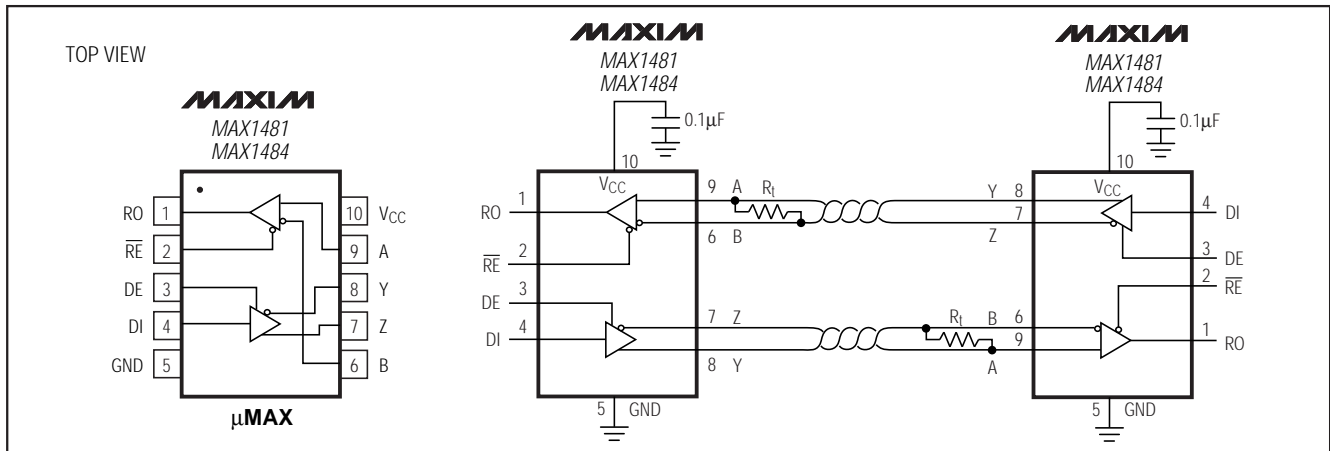 TOP VIEW
MAXIM
MAX1481
MAX1484
RO 1
RE 2
DE 3
DI 4
GND 5
10 VCC
9 A
8 Y
7 Z
6 B
µMAX
MAXIM
MAX1481
MAX1484
0.1µF
10
VCC
1
RO
2
RE
3
DE
4
DI
5 GND
9 A Rt
6 B
7 Z
8 Y
MAXIM
MAX1481
MAX1484
0.1µF
10
VCC
Y 8
7
Z
4
DI
3
DE
2
RE
1
RO
Rt B 6
9
A
5 GND